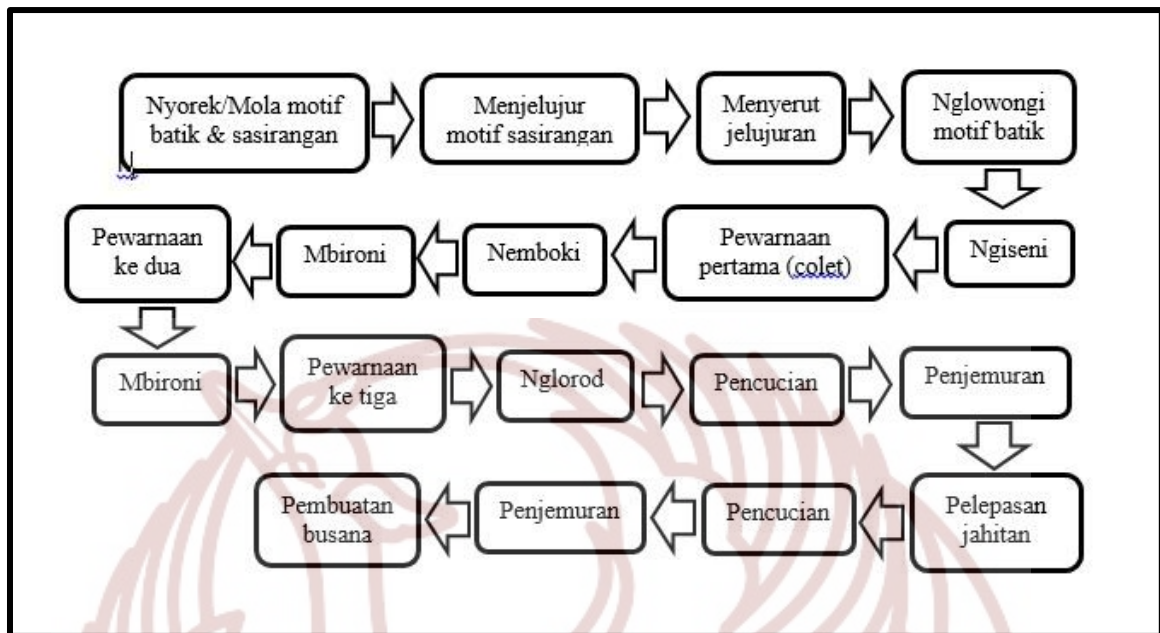 Nyorek/Mola motif
batik & sasirangan
N
Menjelujur
motif sasirangan
Menyerut
jelujuran
Nglowongi
motif batik
Ngiseni
Pewarnaan
pertama (colet)
Nemboki
Mbironi
Pewarnaan
ke dua
Mbironi
Pewarnaan
ke tiga
Nglorod
Pencucian
Penjemuran
Pelepasan
jahitan
Pencucian
Penjemuran
Pembuatan
busana